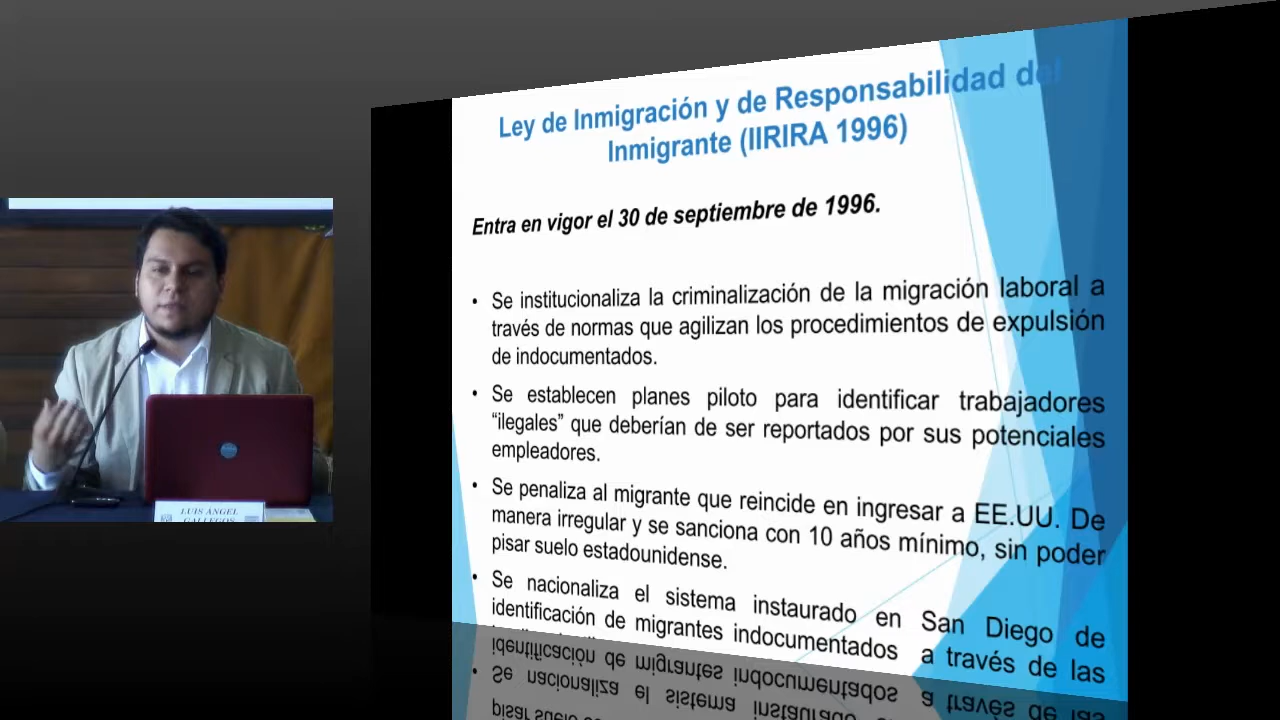 Ley de Inmigración y de Responsabilidad del
Inmigrante (IIRIRA 1996)
Entra en vigor el 30 de septiembre de 1996.
• Se institucionaliza la criminalización de la migración laboral a
través de normas que agilizan los procedimientos de expulsión
de indocumentados.
• Se establecen planes piloto para identificar trabajadores
“ilegales” que deberían de ser reportados por sus potenciales
empleadores.
• Se penaliza al migrante que reincide en ingresar a EE.UU. De
manera irregular y se sanciona con 10 años mínimo, sin poder
pisar suelo estadounidense.
• Se nacionaliza el sistema instaurado en San Diego de
identificación de migrantes indocumentados a través de las
LUIS ANGEL
GALLEGOS